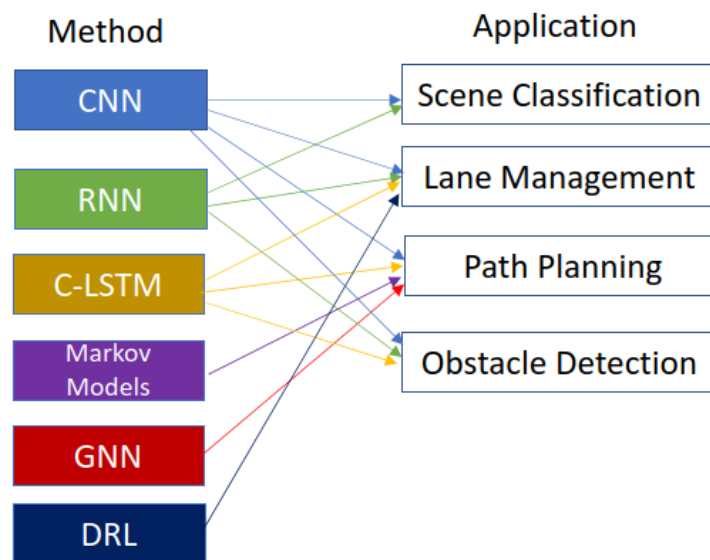 Method
Application
CNN
RNN
C-LSTM
Markov
Models
GNN
DRL
Scene Classification
Lane Management
Path Planning
Obstacle Detection